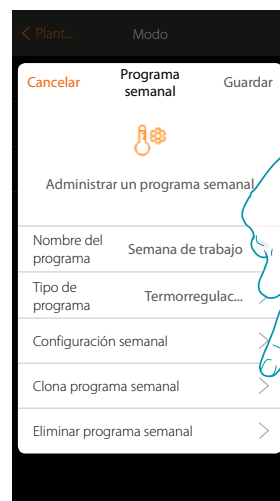 < Plant... Modo
Cancelar Programa semanal Guardar
Administrar un programa semanal
Nombre del programa Semana de trabajo
Tipo de programa Termorregulac...
Configuración semanal
Clona programa semanal
Eliminar programa semanal